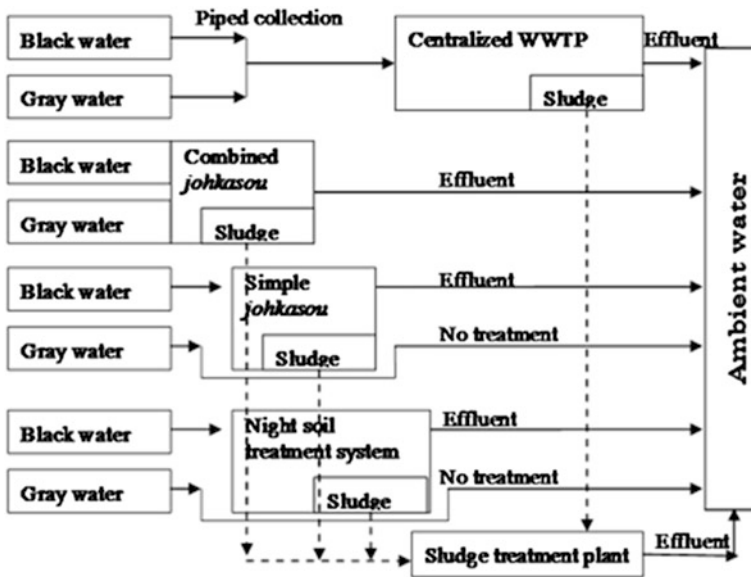 Piped collection
Black water
Gray water
Centralized WWTP
Sludge
Effluent
Black water
Gray water
Combined
johkasou
Sludge
Effluent
Black water
Gray water
Simple
johkasou
Sludge
Effluent
No treatment
Black water
Gray water
Night soil
treatment system
Sludge
Effluent
No treatment
Sludge treatment plant
Effluent
Ambient water